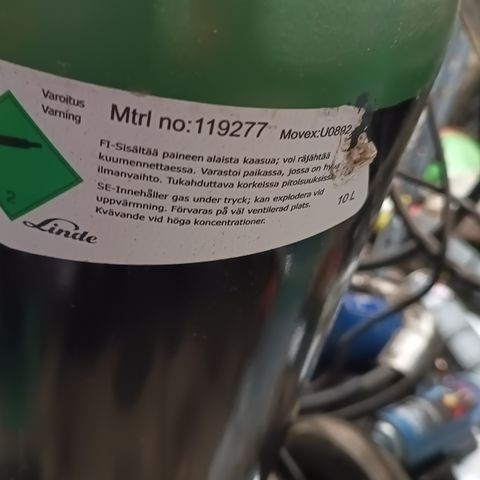 Varoitus
Varning
Mtrl no:119277 Movex:U0892
FI-Sisältää paineen alaista kaasua; voi räjähtää
kuumennettaessa. Varastoi paikassa, jossa on
ilmanvaihto. Tukahduttava korkeissa pitoisuuksissa
SE-Innehåller gas under tryck; kan explodera vid
uppvärmning. Förvaras på väl ventilerad plats.
Kvävande vid höga koncentrationer.
10 L
2
Linde